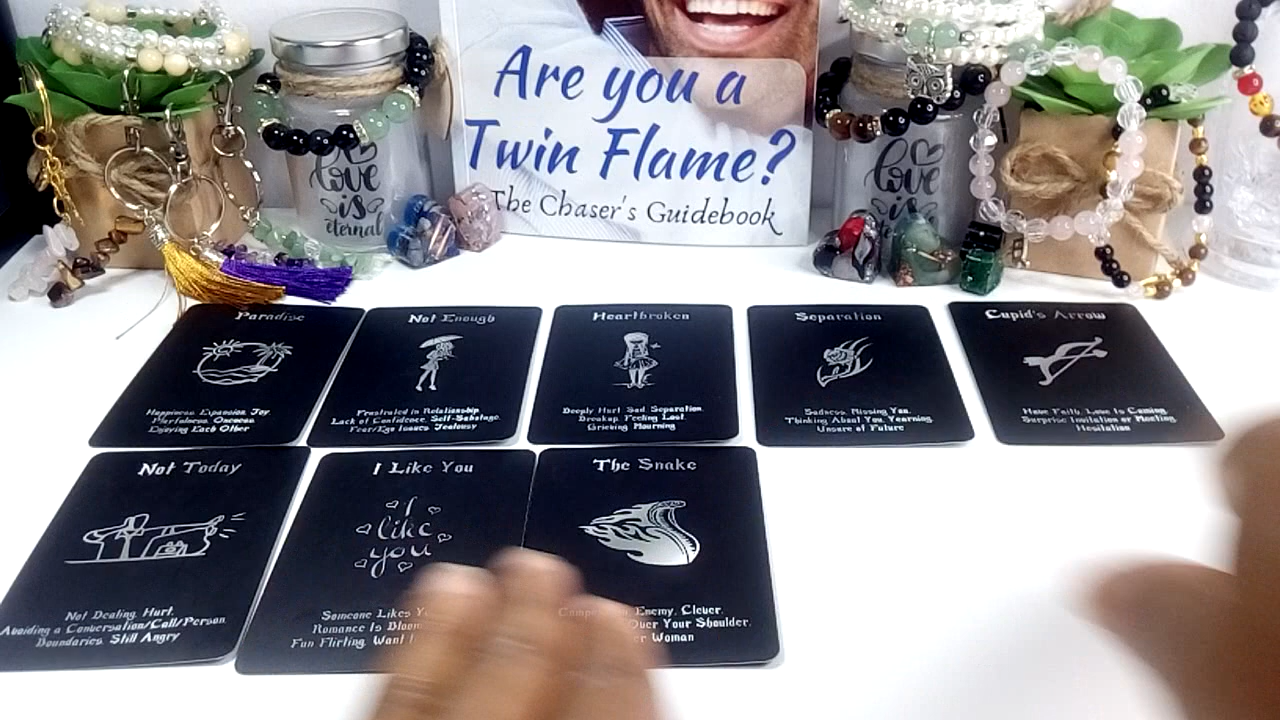 Are you a
Twin Flame?
The Chaser's Guidebook
love
is
eternal
love
is
Paradise
Happiness. Expansion. Joy.
Playfulness. Oneness.
Enjoying Each Other
Not Enough
Frustrated in Relationship
Lack of Confidence. Self-Sabotage.
Fear/Ego Issues Jealousy
Heartbroken
Deeply Hurt. Sad. Separation.
Breakup. Feeling Lost.
Grieving Mourning
Separation
Sadness. Missing You.
Thinking About You. Yearning.
Unsure of Future
Cupid's Arrow
Have Faith. Love Is Coming.
Surprise Invitation or Meeting.
Hesitation
Not Today
Not Dealing. Hurt.
Avoiding a Conversation/Call/Person.
Boundaries. Still Angry
I Like You
I
like
you
Someone Likes
Romance Is
Fun Flirting. Want
The Snake
Enemy. Clever.
Over Your Shoulder.
Woman